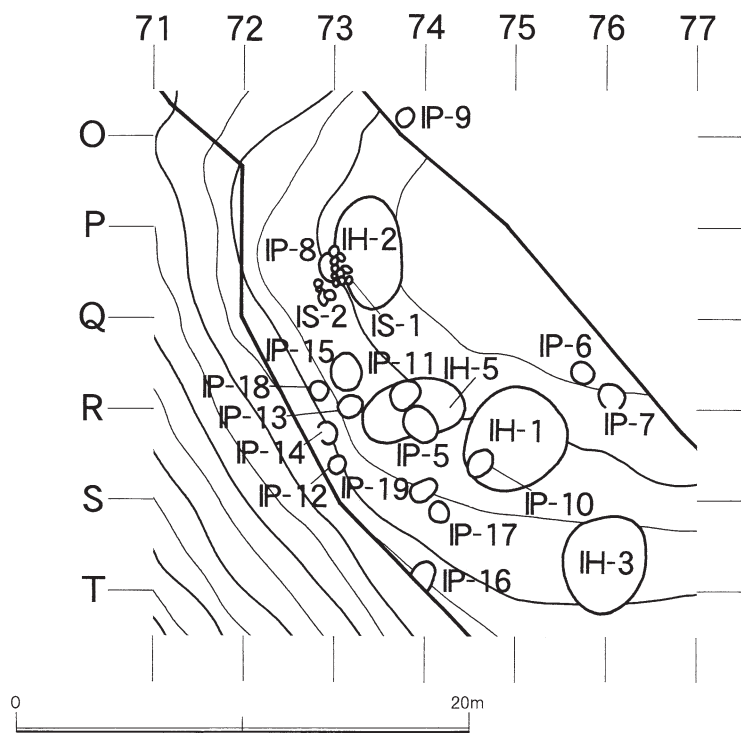 71 72 73 74 75 76 77
O
IP-9
P
IP-8
IH-2
IS-2
IS-1
Q
IP-15
IP-11
IH-5
IP-6
IP-18
R
IP-13
IH-1
IP-7
IP-14
IP-5
IP-12
IP-19
IP-10
S
IP-17
IH-3
T
IP-16
0 20m